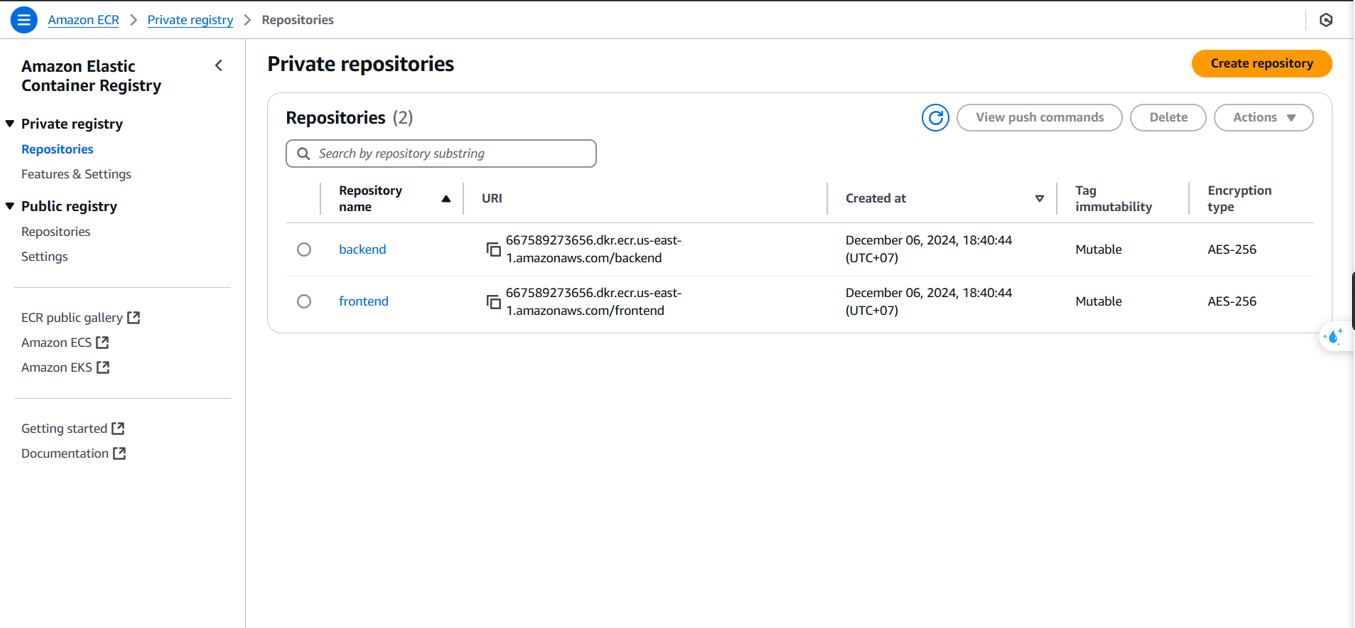 Amazon ECR > Private registry > Repositories
Amazon Elastic
Container Registry
Private registry
Repositories
Features & Settings
Public registry
Repositories
Settings
ECR public gallery
Amazon ECS
Amazon EKS
Getting started
Documentation
Private repositories
Create repository
Repositories (2)
View push commands
Delete
Actions
Search by repository substring
Repository
name
URI
Created at
Tag
immutability
Encryption
type
backend
667589273656.dkr.ecr.us-east-
1.amazonaws.com/backend
December 06, 2024, 18:40:44
(UTC+07)
Mutable
AES-256
frontend
667589273656.dkr.ecr.us-east-
1.amazonaws.com/frontend
December 06, 2024, 18:40:44
(UTC+07)
Mutable
AES-256